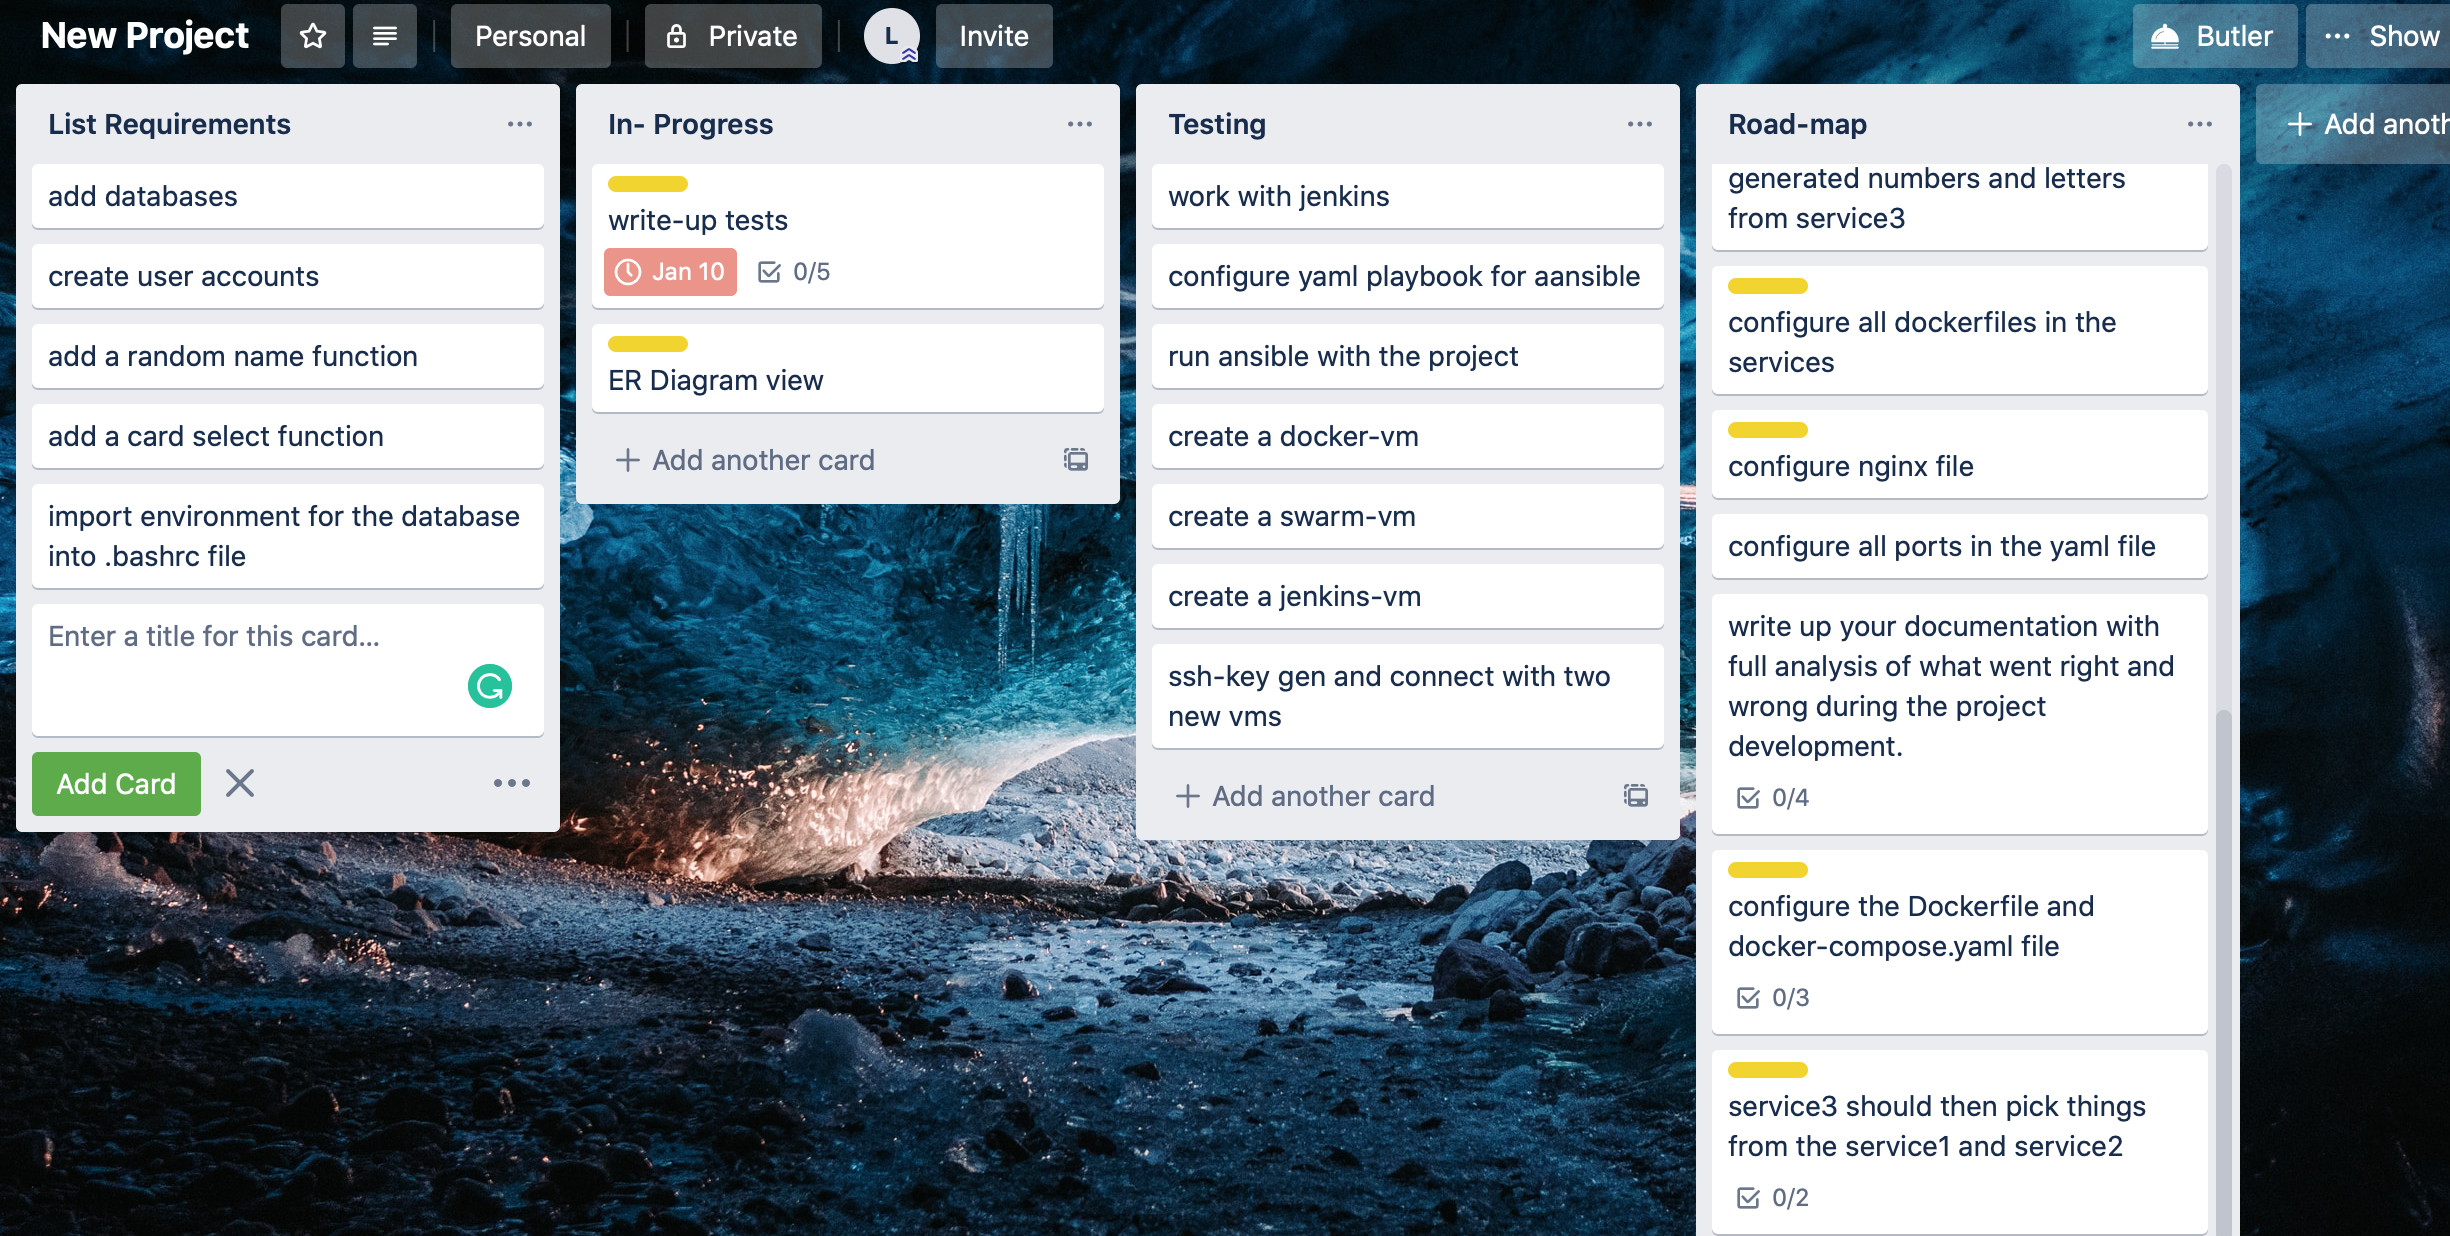 New Project
Personal
Private
L
Invite
Butler
Show
List Requirements
add databases
create user accounts
add a random name function
add a card select function
import environment for the database
into .bashrc file
Enter a title for this card...
Add Card
In- Progress
write-up tests
Jan 10
0/5
ER Diagram view
Add another card
Testing
work with jenkins
configure yaml playbook for aansible
run ansible with the project
create a docker-vm
create a swarm-vm
create a jenkins-vm
ssh-key gen and connect with two
new vms
Add another card
Road-map
generated numbers and letters
from service3
configure all dockerfiles in the
services
configure nginx file
configure all ports in the yaml file
write up your documentation with
full analysis of what went right and
wrong during the project
development.
0/4
configure the Dockerfile and
docker-compose.yaml file
0/3
service3 should then pick things
from the service1 and service2
0/2
Add anoth